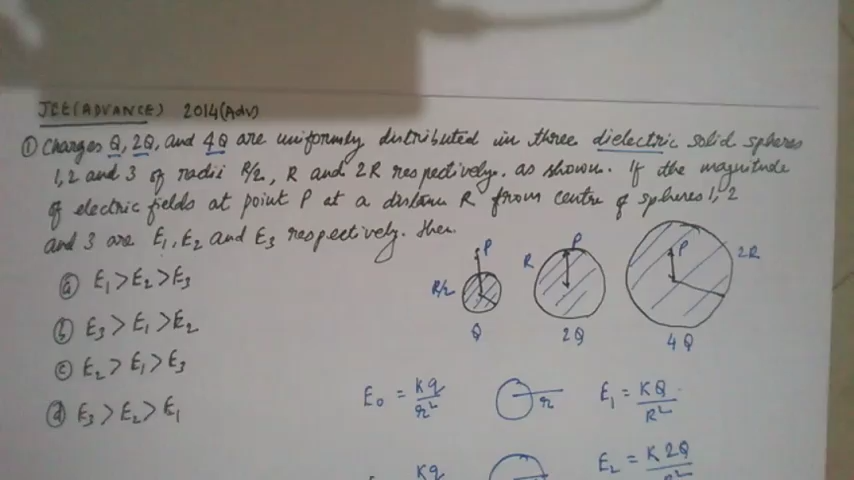 JEE(ADVANCE) 2014(Adv)
① Charges Q, 2Q, and 4Q are uniformly distributed in three dielectric solid spheres
1, 2 and 3 of radii R/2, R and 2R respectively. as shown. If the magnitude
of electric fields at point P at a distance R from centre of spheres 1, 2
and 3 are E₁, E₂ and E₃ respectively. then.
ⓐ E₁ > E₂ > E₃
ⓑ E₃ > E₁ > E₂
ⓒ E₂ > E₁ > E₃
ⓓ E₃ > E₂ > E₁
P
R/2
Q
P
R
2Q
P
2R
4Q
E₀ = Kq/r²
r
E₁ = KQ/R²
Kq
E₂ = K2Q/R²